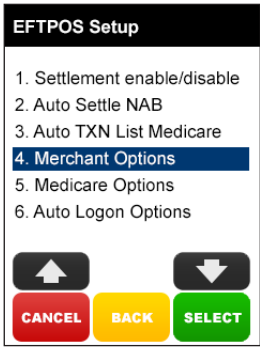 EFTPOS Setup
1. Settlement enable/disable
2. Auto Settle NAB
3. Auto TXN List Medicare
4. Merchant Options
5. Medicare Options
6. Auto Logon Options
CANCEL BACK SELECT